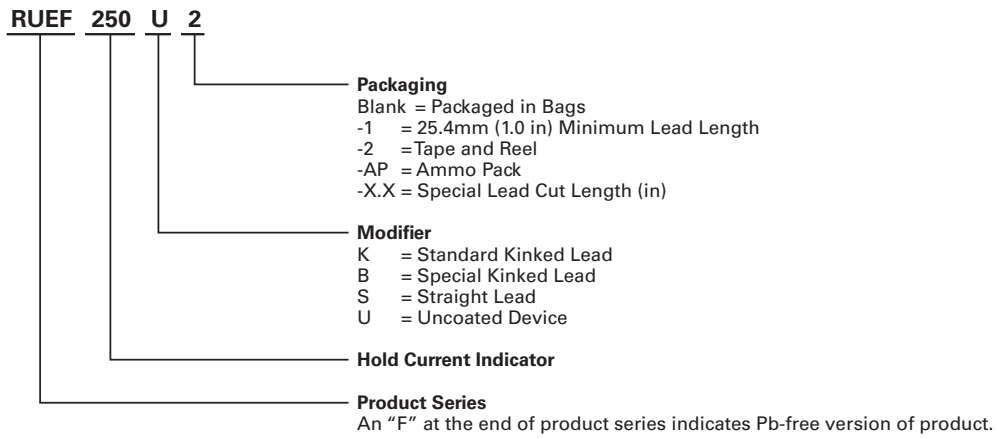 RUEF 250 U 2
Packaging
Blank = Packaged in Bags
-1 = 25.4mm (1.0 in) Minimum Lead Length
-2 =Tape and Reel
-AP = Ammo Pack
-X.X = Special Lead Cut Length (in)
Modifier
K = Standard Kinked Lead
B = Special Kinked Lead
S = Straight Lead
U = Uncoated Device
Hold Current Indicator
Product Series
An “F” at the end of product series indicates Pb-free version of product.